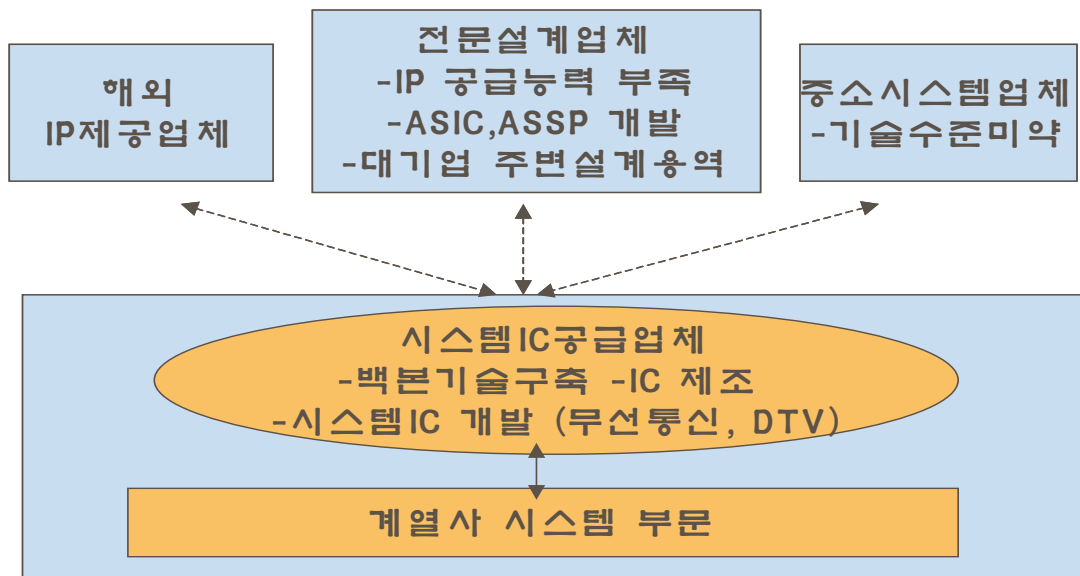 해외
IP제공업체
전문설계업체
-IP 공급능력 부족
-ASIC,ASSP 개발
-대기업 주변설계용역
중소시스템업체
-기술수준미약
시스템IC공급업체
-백본기술구축 -IC 제조
-시스템IC 개발 (무선통신, DTV)
계열사 시스템 부문